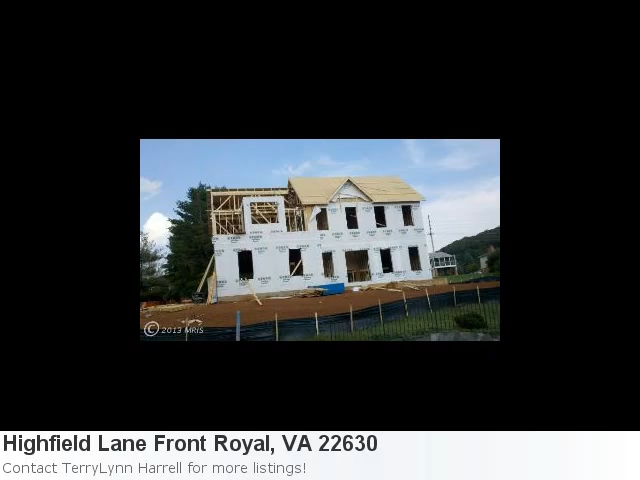 © 2013 MRIS
Highfield Lane Front Royal, VA 22630
Contact TerryLynn Harrell for more listings!